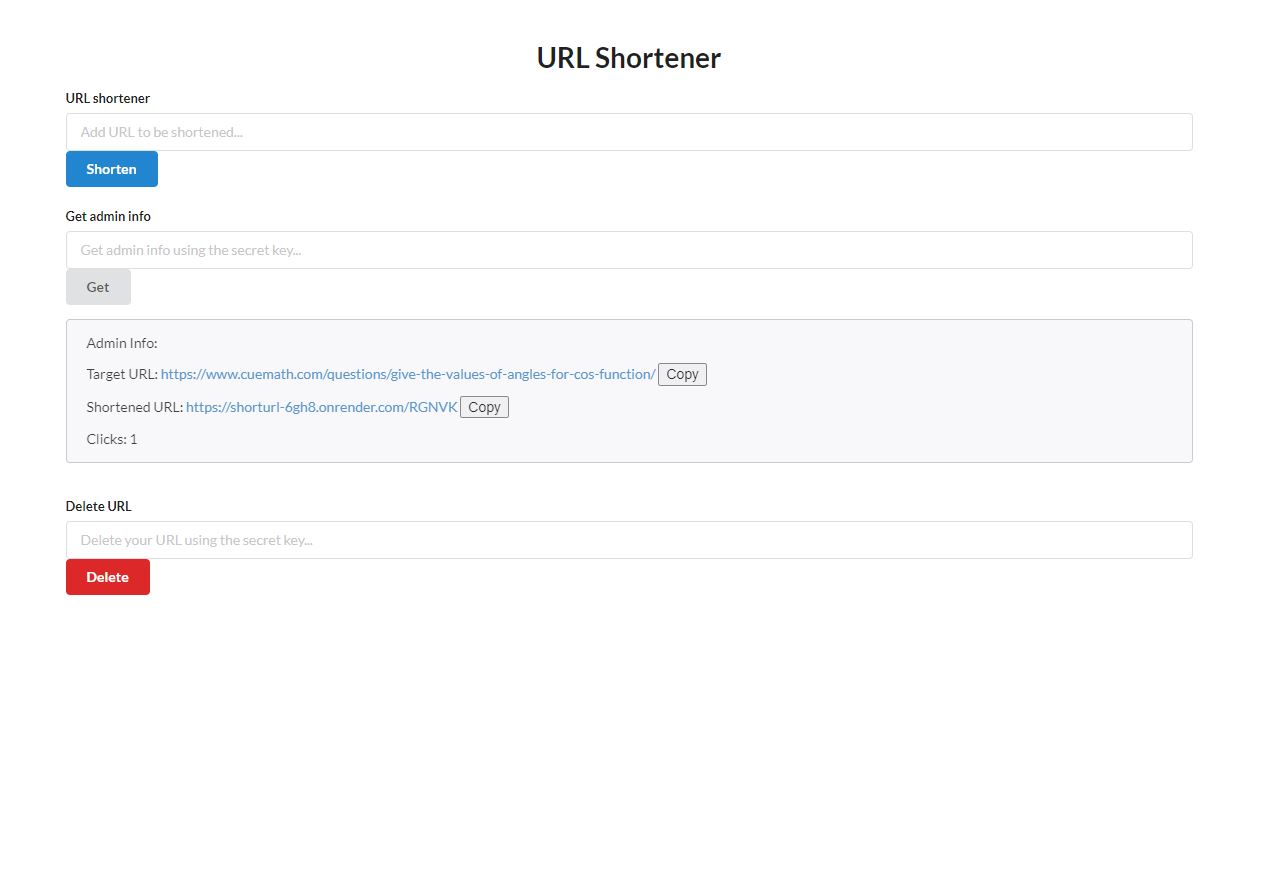 URL Shortener
URL shortener
Add URL to be shortened...
Shorten
Get admin info
Get admin info using the secret key...
Get
Admin Info:
Target URL: https://www.cuemath.com/questions/give-the-values-of-angles-for-cos-function/ Copy
Shortened URL: https://shorturl-6gh8.onrender.com/RGNVK Copy
Clicks: 1
Delete URL
Delete your URL using the secret key...
Delete